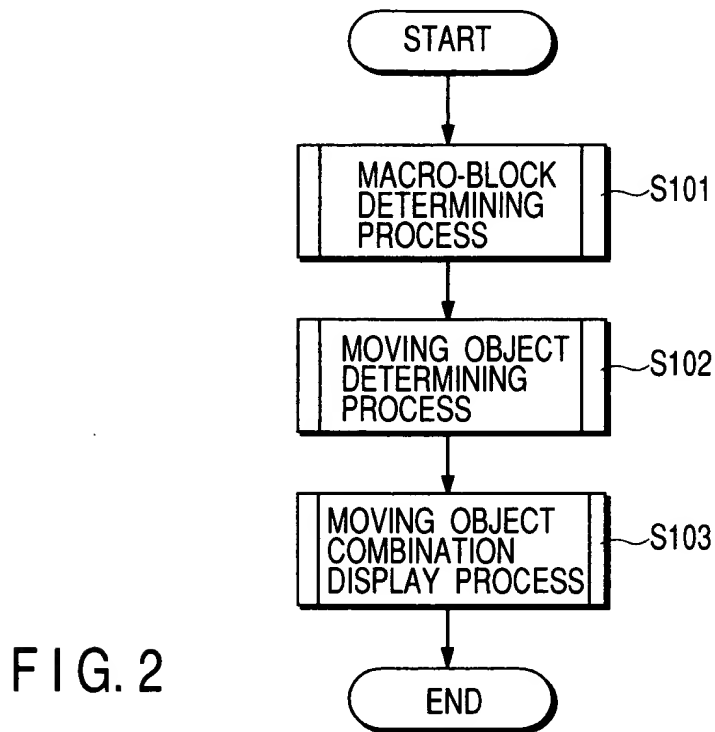 START
MACRO-BLOCK
DETERMINING
PROCESS
S101
MOVING OBJECT
DETERMINING
PROCESS
S102
MOVING OBJECT
COMBINATION
DISPLAY PROCESS
S103
END
FIG. 2